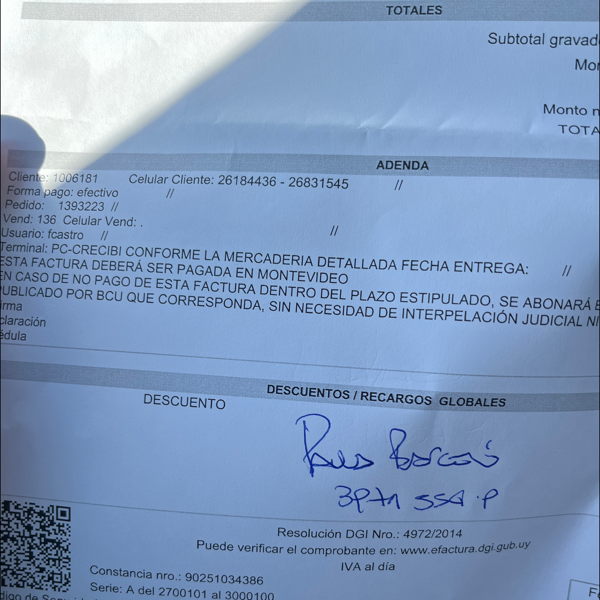 TOTALES
Subtotal gravad
Mo
Monto n
TOTA
ADENDA
Cliente: 1006181 Celular Cliente: 26184436 - 26831545 //
Forma pago: efectivo //
Pedido: 1393223 //
Vend: 136 Celular Vend: . //
Usuario: fcastro //
Terminal: PC-CRECIBI CONFORME LA MERCADERIA DETALLADA FECHA ENTREGA: //
ESTA FACTURA DEBERÁ SER PAGADA EN MONTEVIDEO
EN CASO DE NO PAGO DE ESTA FACTURA DENTRO DEL PLAZO ESTIPULADO, SE ABONARÁ E
PUBLICADO POR BCU QUE CORRESPONDA, SIN NECESIDAD DE INTERPELACIÓN JUDICIAL NI
irma
claración
édula
DESCUENTOS / RECARGOS GLOBALES
DESCUENTO
Resolución DGI Nro.: 4972/2014
Puede verificar el comprobante en: www.efactura.dgi.gub.uy
IVA al día
Constancia nro.: 90251034386
Serie: A del 2700101 al 3000100